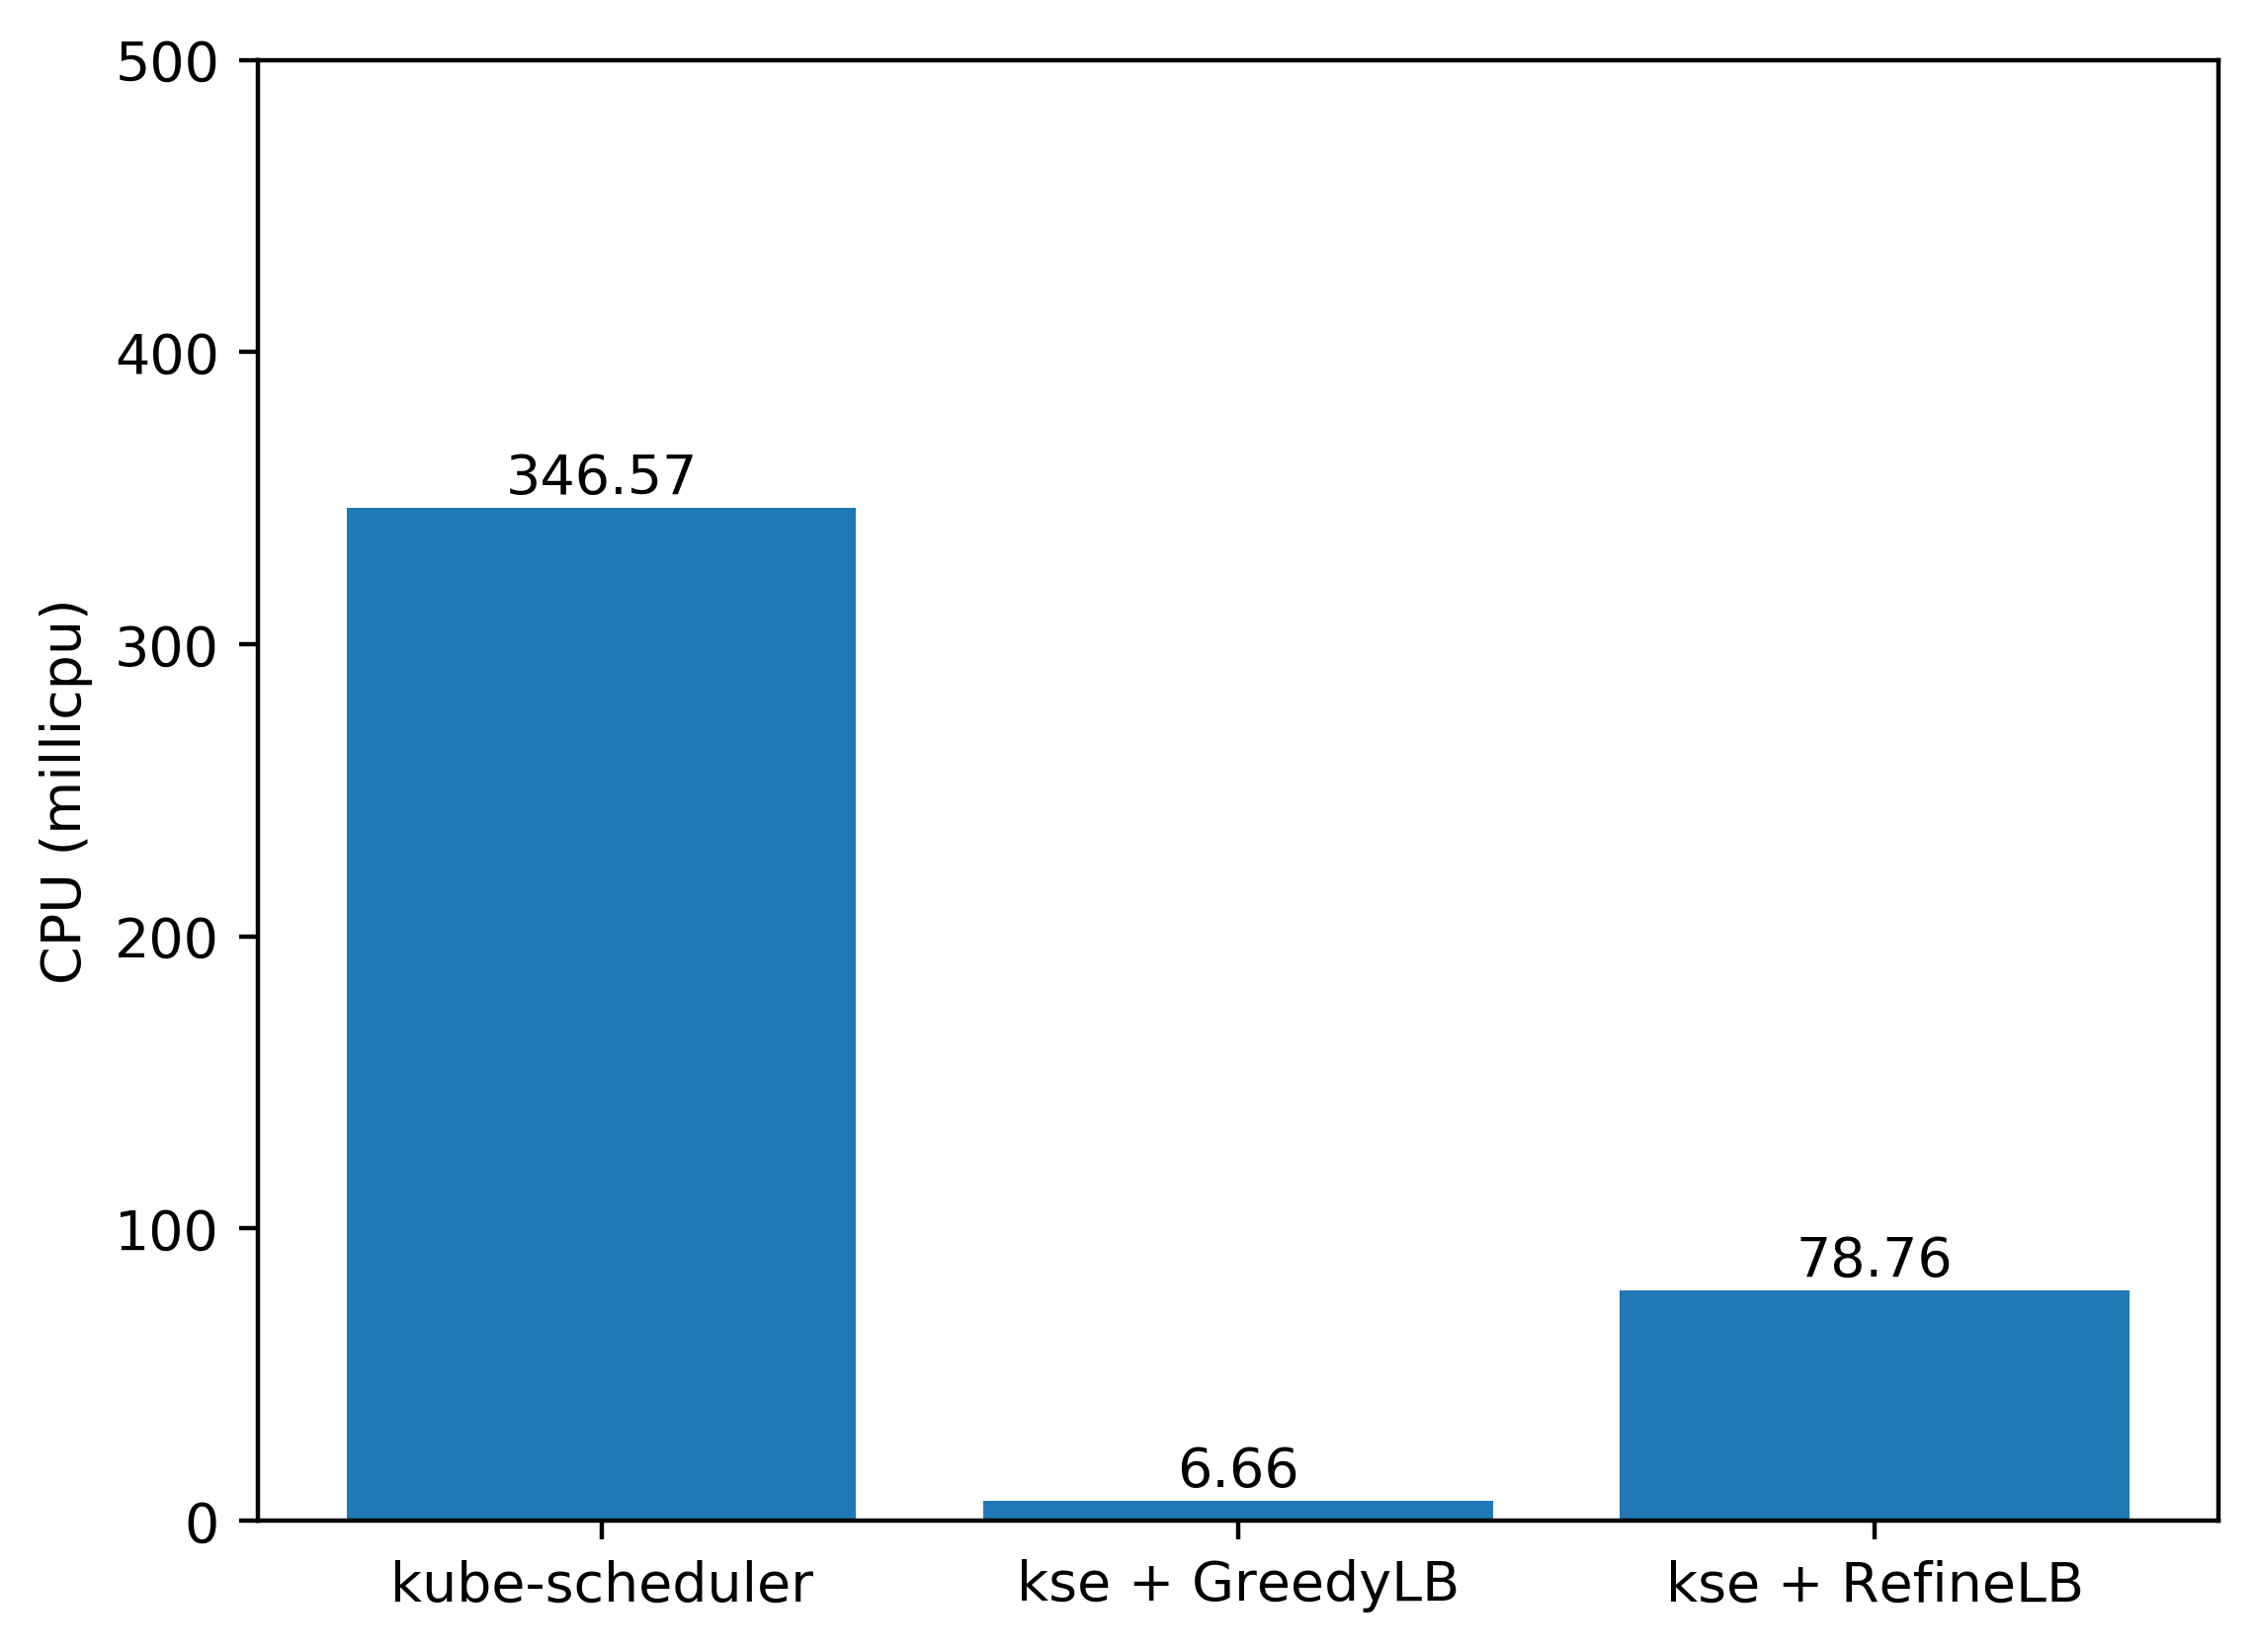 500
400
300
200
100
0
CPU (millicpu)
346.57
6.66
78.76
kube-scheduler
kse + GreedyLB
kse + RefineLB